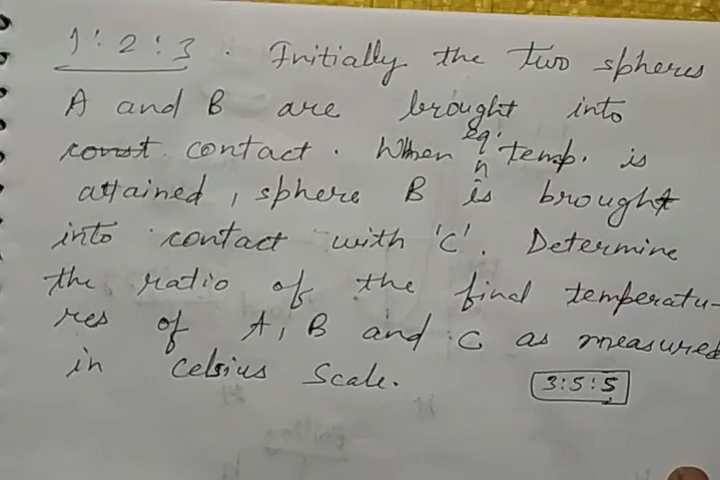 1 : 2 : 3 . Initially the two spheres
A and B are brought into
const. contact. When eqn temp. is
attained, sphere B is brought
into contact with 'C'. Determine
the ratio of the final temperatu-
res of A, B and C as measured
in Celsius Scale.
3:5:5